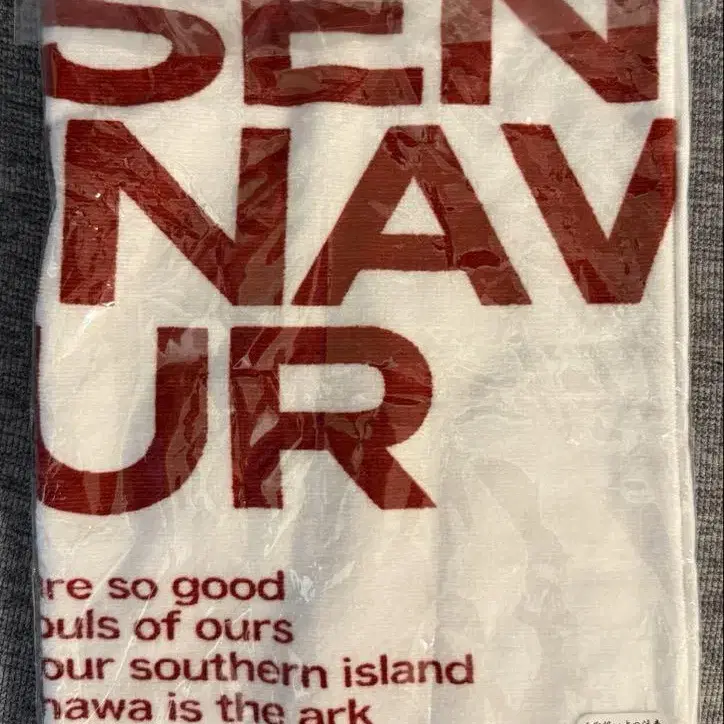 SEN
NAV
UR
re so good
ouls of ours
our southern island
nawa is the ark